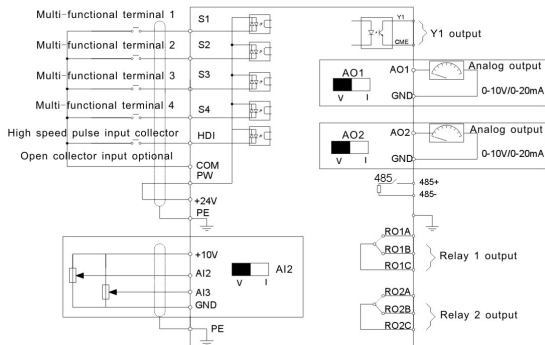 Multi-functional terminal 1
S1
Multi-functional terminal 2
S2
Multi-functional terminal 3
S3
Multi-functional terminal 4
S4
High speed pulse input collector
HDI
Open collector input optional
COM
PW
+24V
PE
+10V
AI2
AI3
GND
PE
AI2
V I
Y1
CME
Y1 output
AO1
V I
AO1
GND
Analog output
0-10V/0-20mA
AO2
V I
AO2
GND
Analog output
0-10V/0-20mA
485
485+
485-
RO1A
RO1B
RO1C
Relay 1 output
RO2A
RO2B
RO2C
Relay 2 output